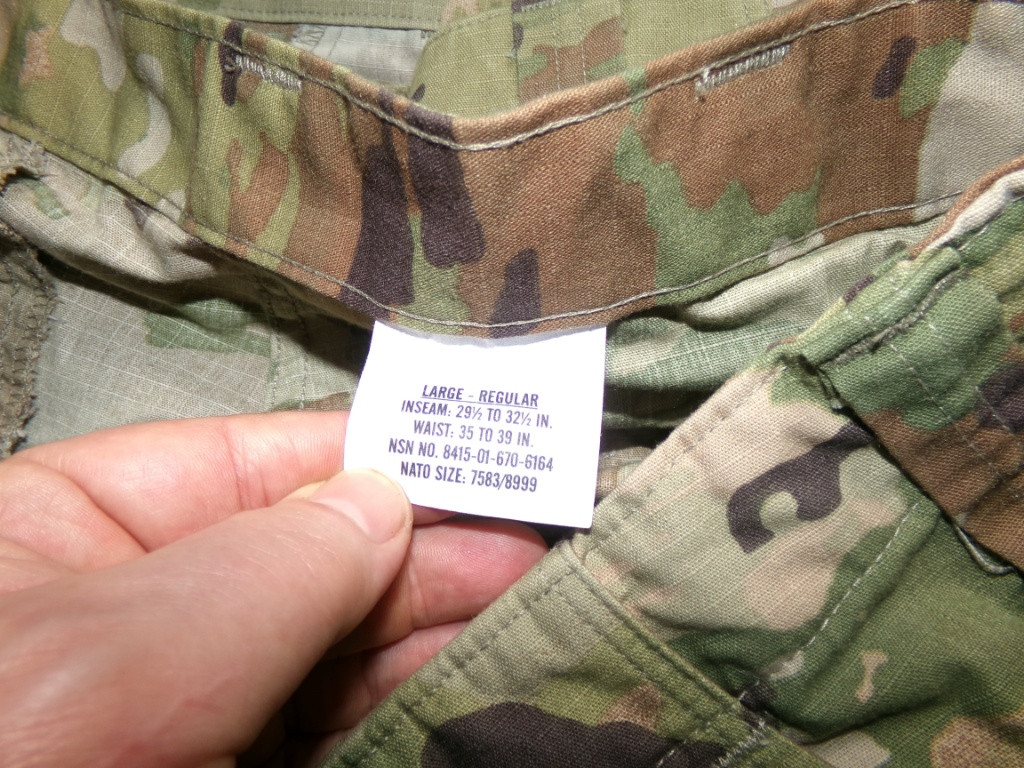 LARGE - REGULAR
INSEAM: 29½ TO 32½ IN.
WAIST: 35 TO 39 IN.
NSN NO. 8415-01-670-6164
NATO SIZE: 7583/8999